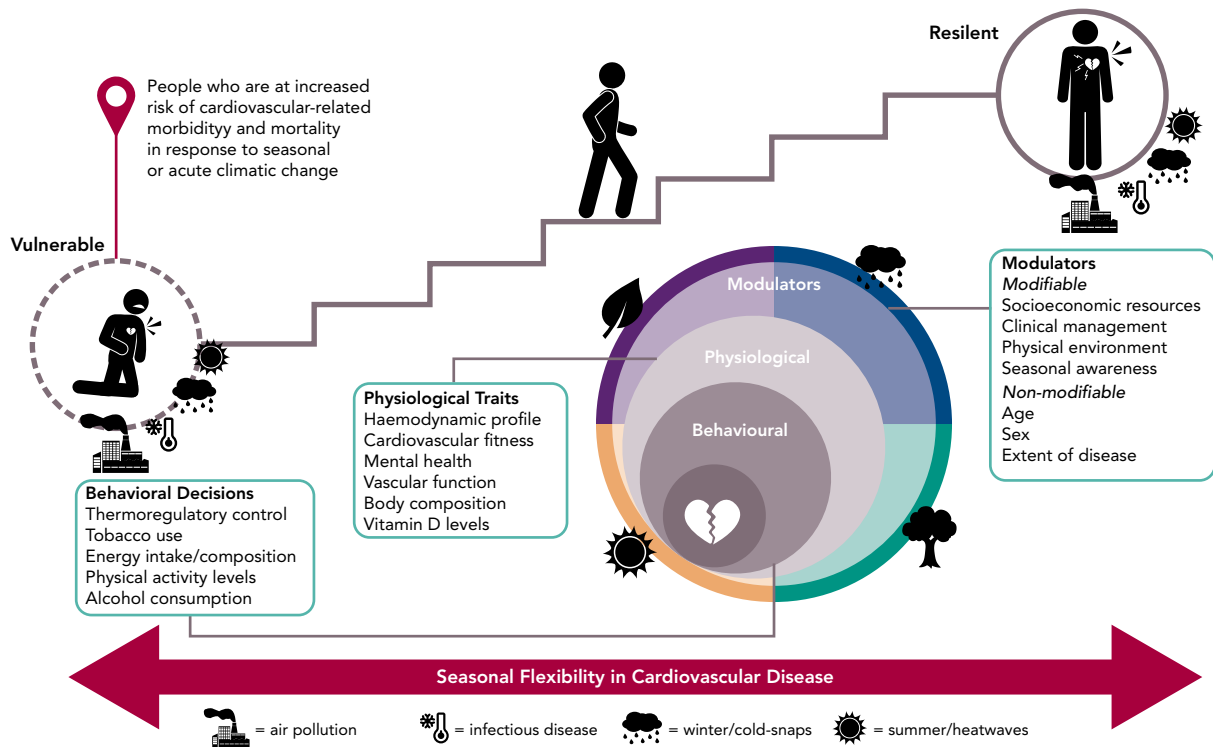 Resilent
People who are at increased
risk of cardiovascular-related
morbidityy and mortality
in response to seasonal
or acute climatic change
Vulnerable
Modulators
Physiological
Behavioural
Modulators
Modifiable
Socioeconomic resources
Clinical management
Physical environment
Seasonal awareness
Non-modifiable
Age
Sex
Extent of disease
Physiological Traits
Haemodynamic profile
Cardiovascular fitness
Mental health
Vascular function
Body composition
Vitamin D levels
Behavioral Decisions
Thermoregulatory control
Tobacco use
Energy intake/composition
Physical activity levels
Alcohol consumption
Seasonal Flexibility in Cardiovascular Disease
= air pollution
= infectious disease
= winter/cold-snaps
= summer/heatwaves